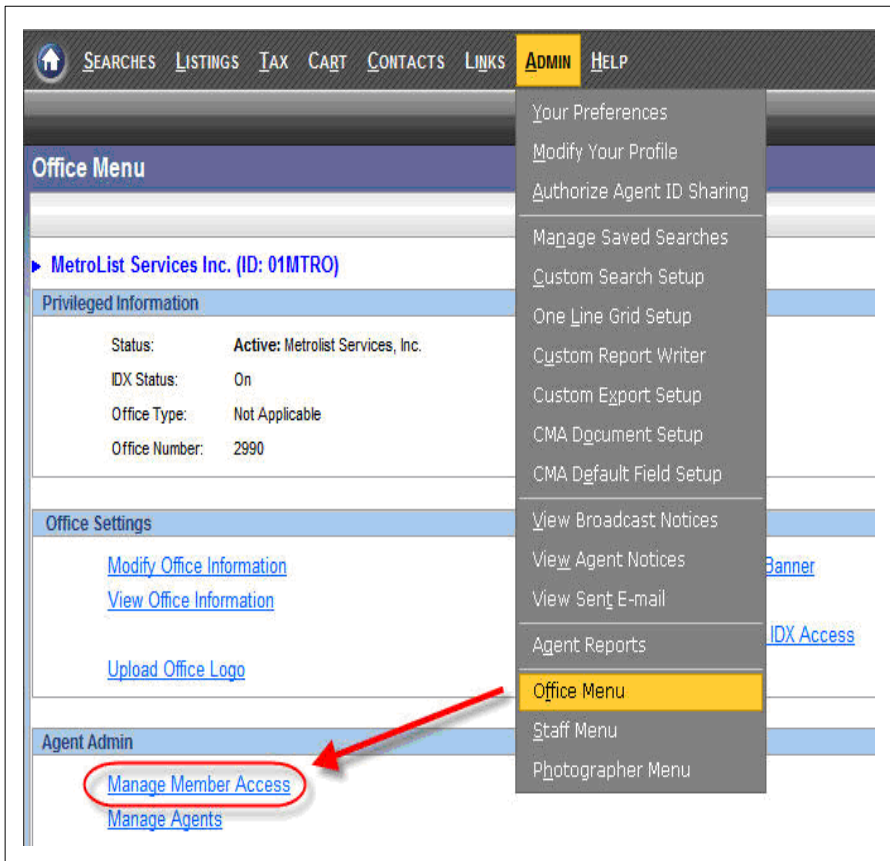 SEARCHES LISTINGS TAX CART CONTACTS LINKS ADMIN HELP
Your Preferences
Modify Your Profile
Authorize Agent ID Sharing
Manage Saved Searches
Custom Search Setup
One Line Grid Setup
Custom Report Writer
Custom Export Setup
CMA Document Setup
CMA Default Field Setup
View Broadcast Notices
View Agent Notices
View Sent E-mail
Agent Reports
Office Menu
Staff Menu
Photographer Menu
Office Menu
MetroList Services Inc. (ID: 01MTRO)
Privileged Information
Status: Active: Metrolist Services, Inc.
IDX Status: On
Office Type: Not Applicable
Office Number: 2990
Office Settings
Modify Office Information
View Office Information
Upload Office Logo
Banner
IDX Access
Agent Admin
Manage Member Access
Manage Agents